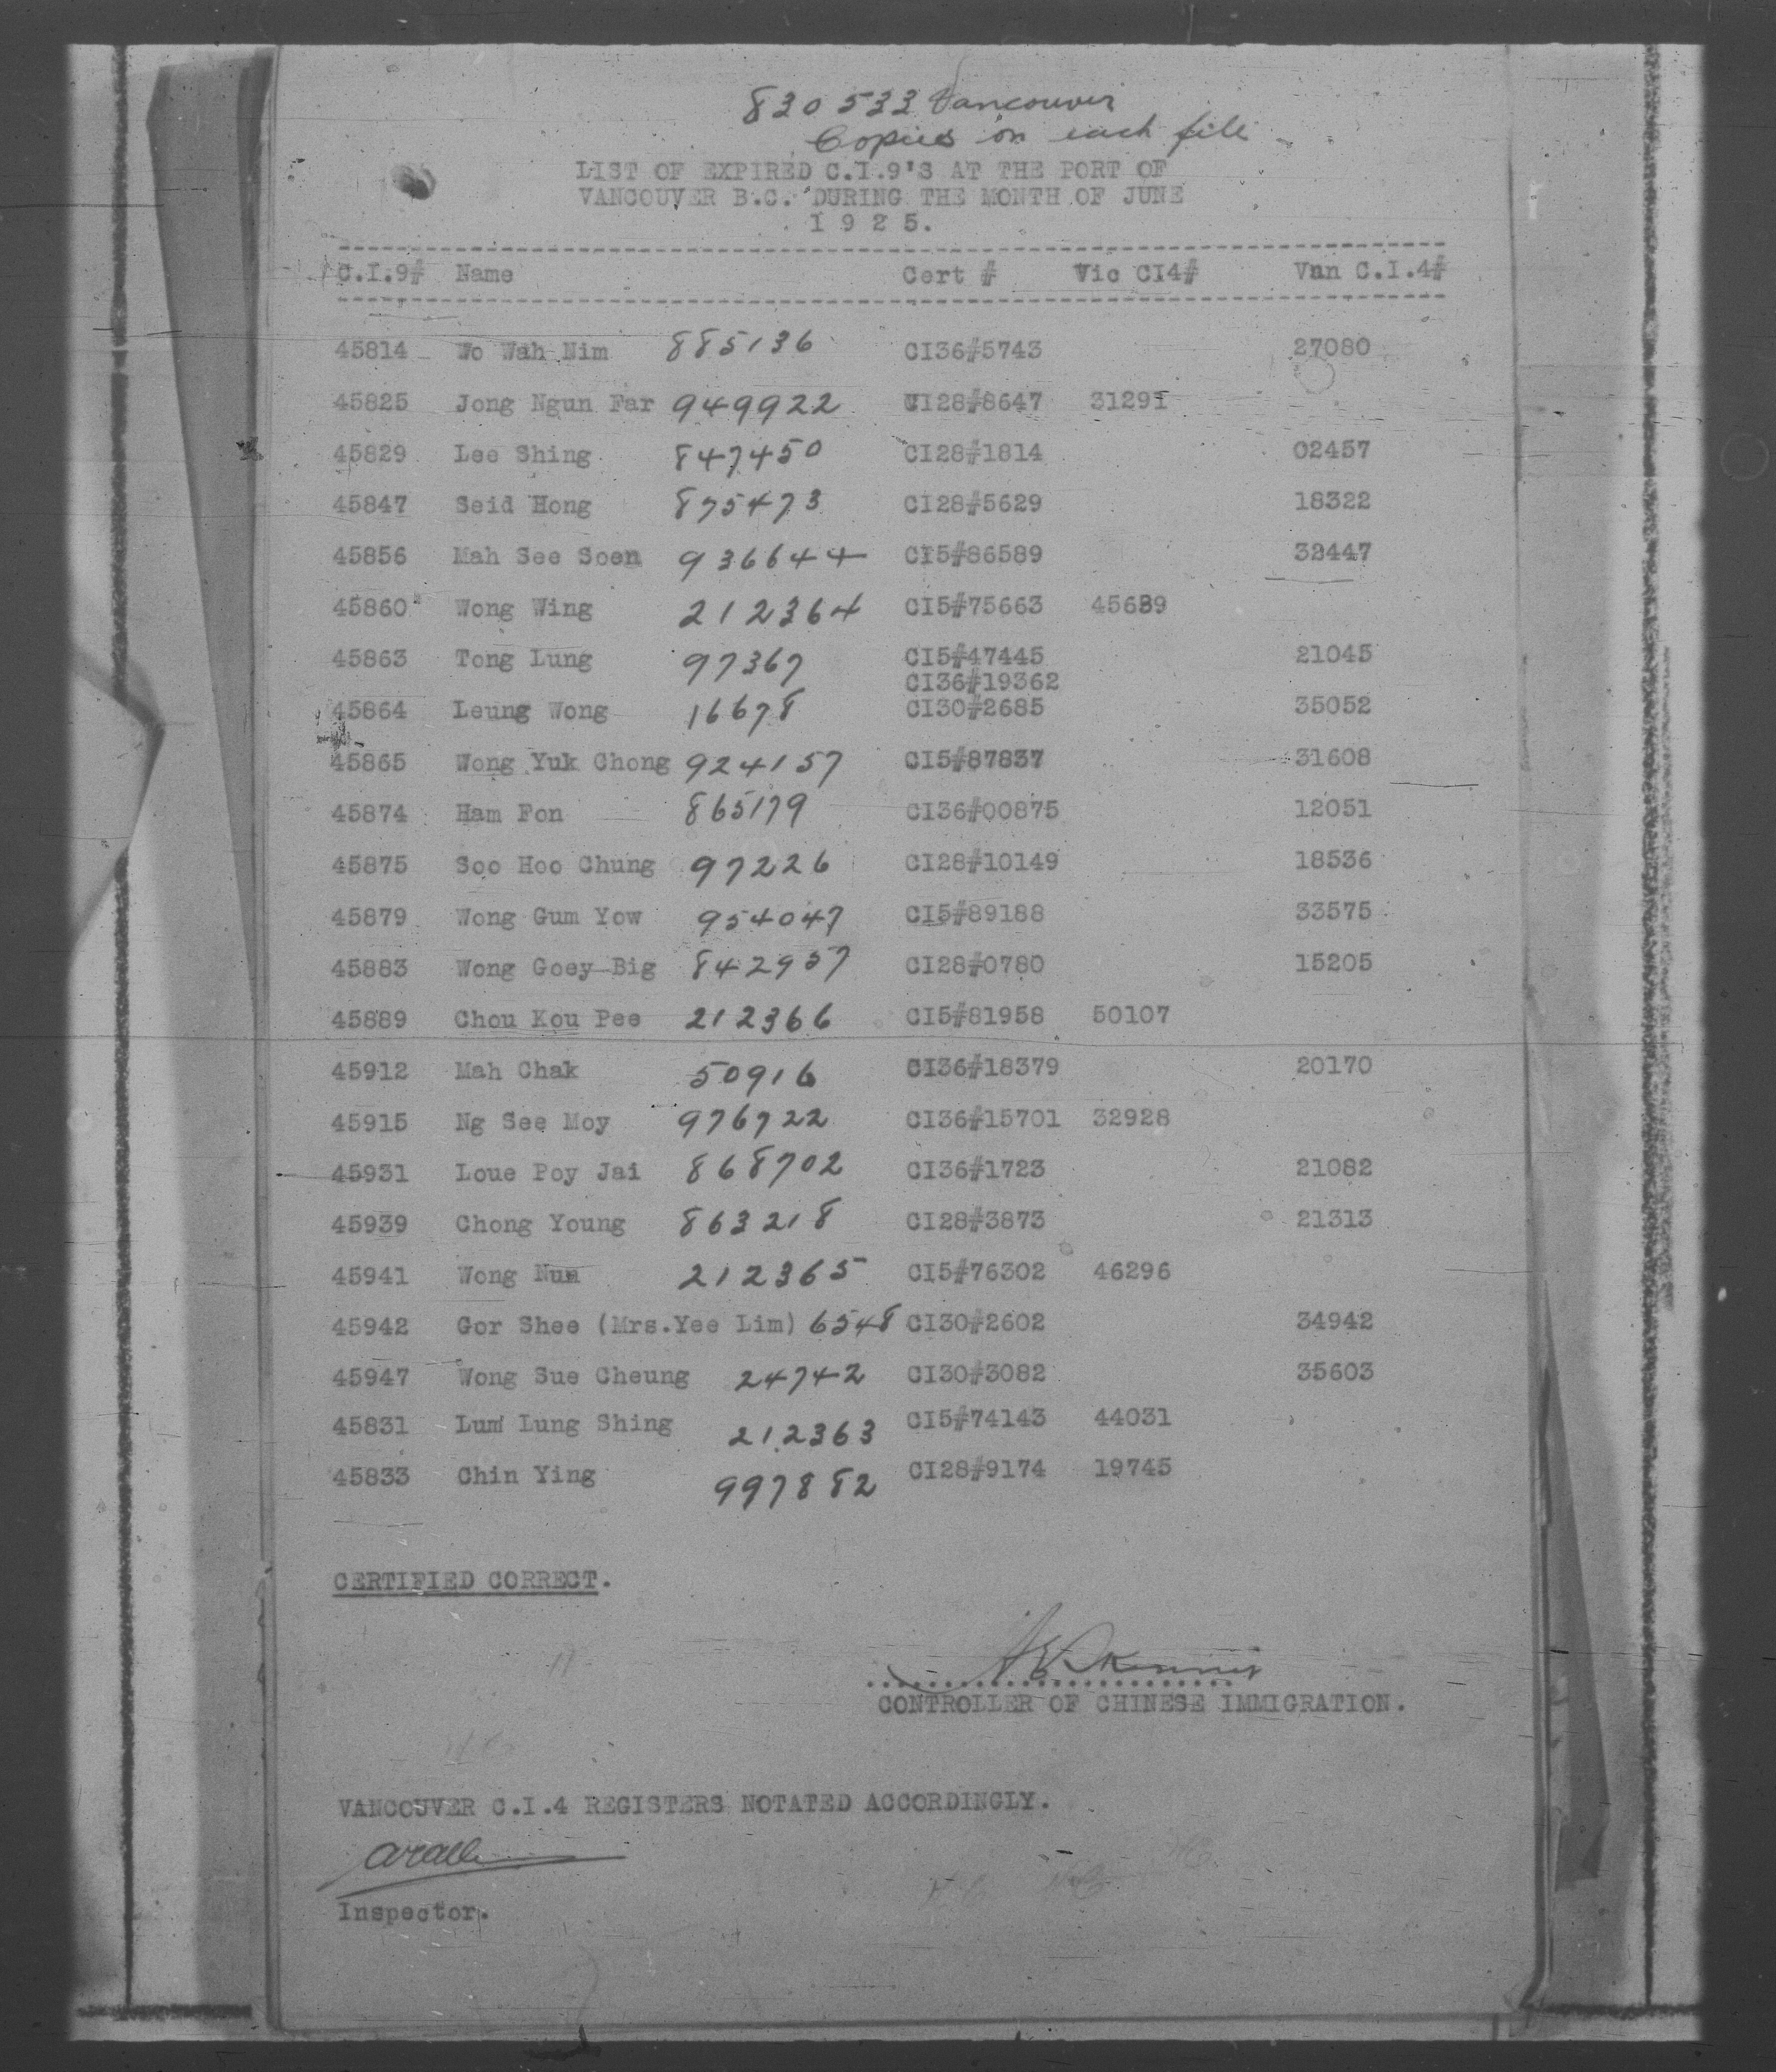 830533 Vancouver
Copies on each file
LIST OF EXPIRED C.I.9'S AT THE PORT OF
VANCOUVER B.C. DURING THE MONTH OF JUNE
1 9 2 5.
C.I.9# Name Cert # Vic CI4# Van C.I.4#
45814 Wo Wah Nim 885136 CI36#5743 27080
45825 Jong Ngun Far 949922 CI28#8647 31291
45829 Lee Shing 847450 CI28#1814 02457
45847 Seid Hong 875473 CI28#5629 18322
45856 Mah See Soen 936644 CI5#86589 32447
45860 Wong Wing 212364 CI5#75663 45689
45863 Tong Lung 97367 CI5#47445 21045
CI36#19362
45864 Leung Wong 16678 CI30#2685 35052
45865 Wong Yuk Chong 924157 CI5#87837 31608
45874 Ham Fon 865179 CI36#00875 12051
45875 Soo Hoo Chung 97226 CI28#10149 18536
45879 Wong Gum Yow 954047 CI5#89188 33575
45883 Wong Goey Big 842957 CI28#0780 15205
45889 Chou Kou Pee 212366 CI5#81958 50107
45912 Mah Chak 50916 CI36#18379 20170
45915 Ng See Moy 976722 CI36#15701 32928
45931 Loue Poy Jai 868702 CI36#1723 21082
45939 Chong Young 863218 CI28#3873 21313
45941 Wong Nun 212365 CI5#76302 46296
45942 Gor Shee (Mrs.Yee Lim) 6548 CI30#2602 34942
45947 Wong Sue Cheung 24742 CI30#3082 35603
45831 Lum Lung Shing 212363 CI5#74143 44031
45833 Chin Ying 997882 CI28#9174 19745
CERTIFIED CORRECT.
CONTROLLER OF CHINESE IMMIGRATION.
VANCOUVER C.I.4 REGISTERS NOTATED ACCORDINGLY.
Inspector.